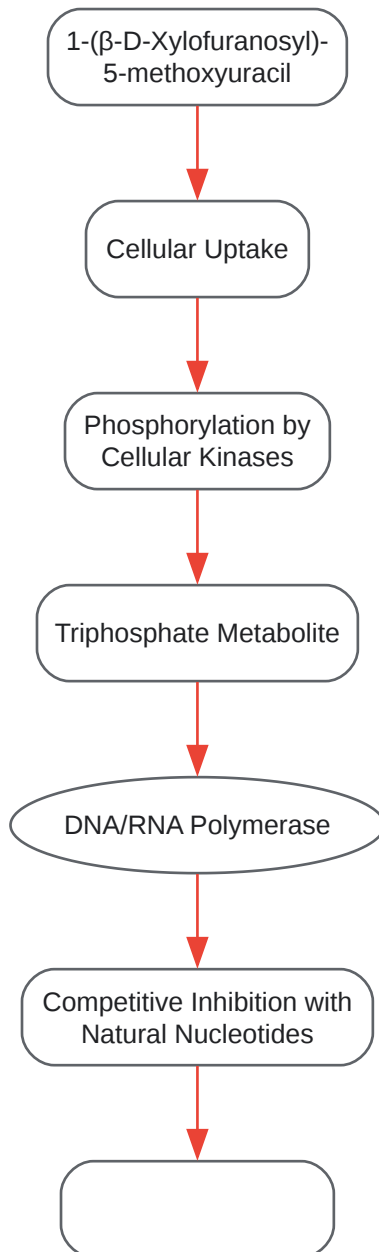 1-(β-D-Xylofuranosyl)-
5-methoxyuracil
Cellular Uptake
Phosphorylation by
Cellular Kinases
Triphosphate Metabolite
DNA/RNA Polymerase
Competitive Inhibition with
Natural Nucleotides